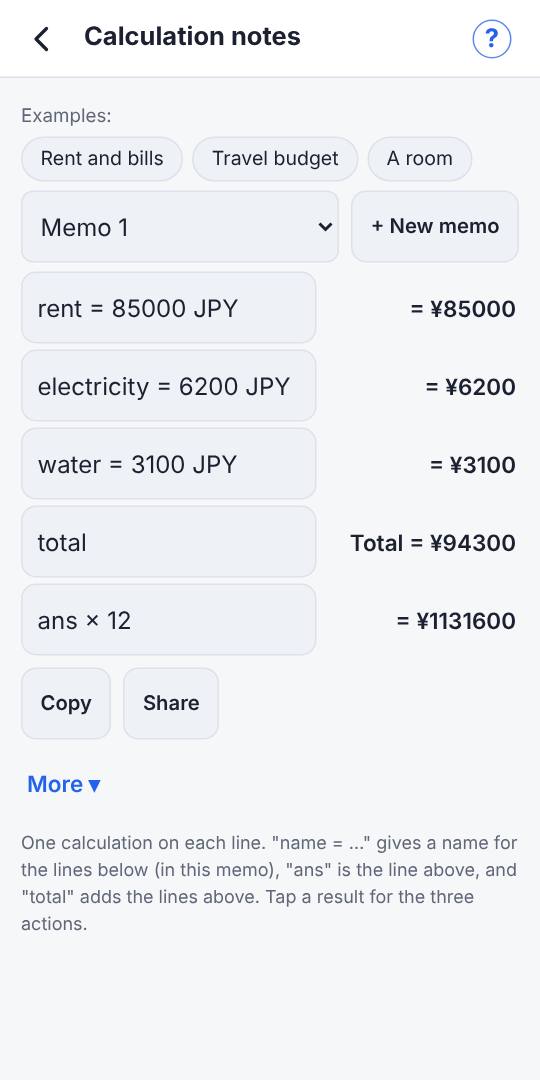 Calculation notes
?
Examples:
Rent and bills
Travel budget
A room
Memo 1
+ New memo
rent = 85000 JPY
= ¥85000
electricity = 6200 JPY
= ¥6200
water = 3100 JPY
= ¥3100
total
Total = ¥94300
ans × 12
= ¥1131600
Copy
Share
More ▾
One calculation on each line. "name = ..." gives a name for
the lines below (in this memo), "ans" is the line above, and
"total" adds the lines above. Tap a result for the three
actions.